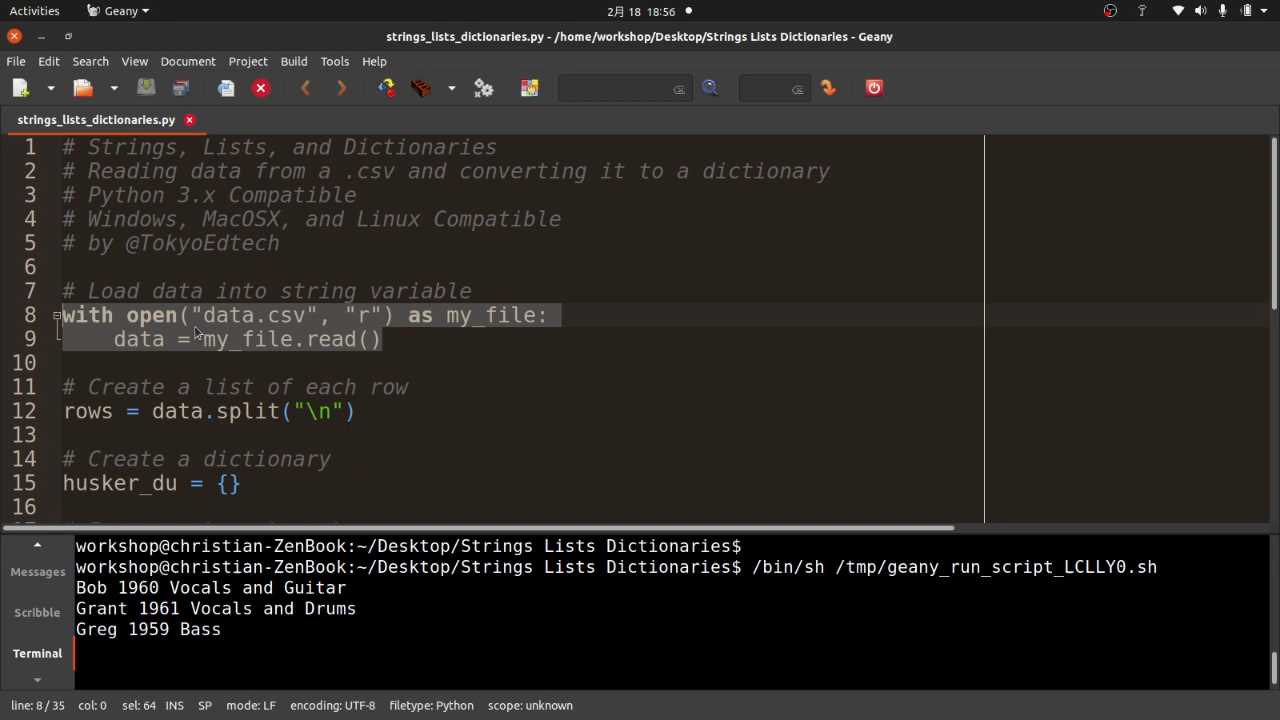 Activities Geany 2月 18 18:56
strings_lists_dictionaries.py - /home/workshop/Desktop/Strings Lists Dictionaries - Geany
File Edit Search View Document Project Build Tools Help
strings_lists_dictionaries.py
1 # Strings, Lists, and Dictionaries
2 # Reading data from a .csv and converting it to a dictionary
3 # Python 3.x Compatible
4 # Windows, MacOSX, and Linux Compatible
5 # by @TokyoEdtech
6
7 # Load data into string variable
8 with open("data.csv", "r") as my_file:
9 data = my_file.read()
10
11 # Create a list of each row
12 rows = data.split("\n")
13
14 # Create a dictionary
15 husker_du = {}
16
workshop@christian-ZenBook:~/Desktop/Strings Lists Dictionaries$
workshop@christian-ZenBook:~/Desktop/Strings Lists Dictionaries$ /bin/sh /tmp/geany_run_script_LCLLY0.sh
Messages
Bob 1960 Vocals and Guitar
Grant 1961 Vocals and Drums
Scribble
Greg 1959 Bass
Terminal
line: 8 / 35 col: 0 sel: 64 INS SP mode: LF encoding: UTF-8 filetype: Python scope: unknown